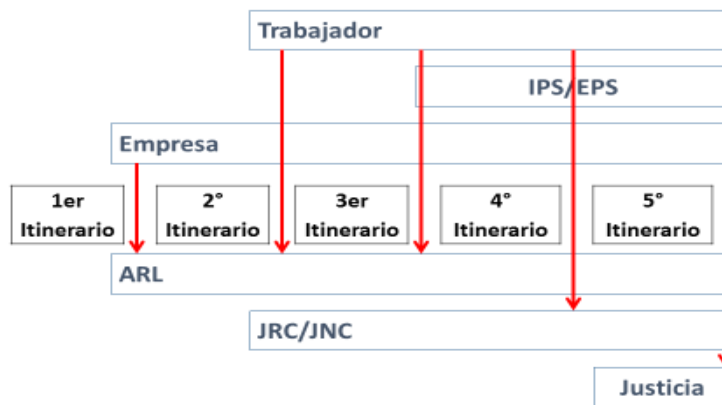 Trabajador
IPS/EPS
Empresa
1er
Itinerario
2°
Itinerario
3er
Itinerario
4°
Itinerario
5°
Itinerario
ARL
JRC/JNC
Justicia